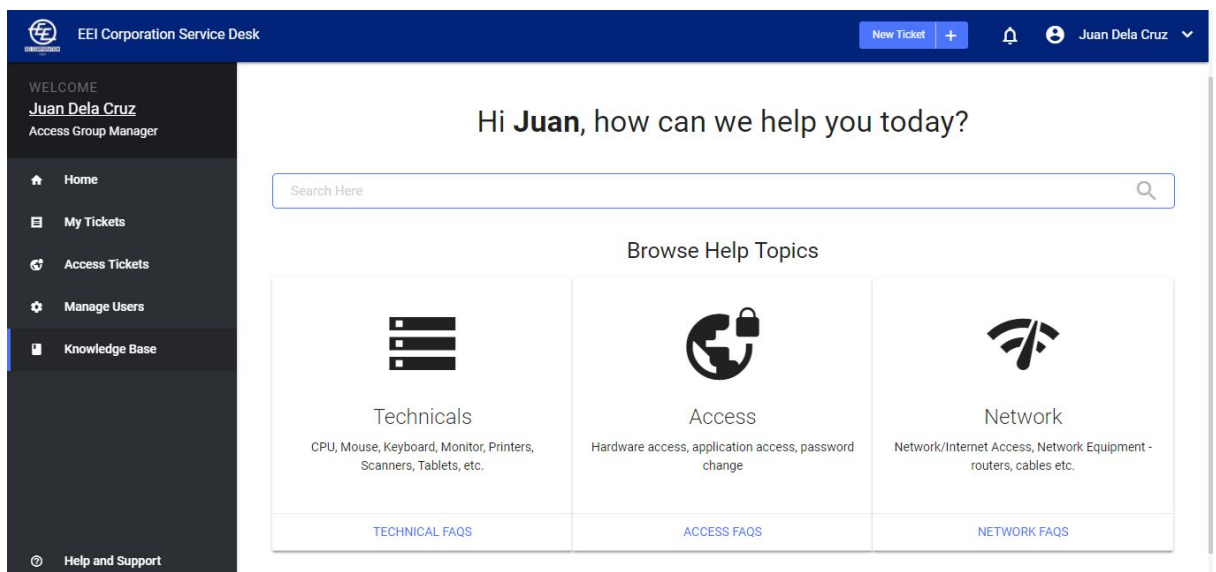 EEI Corporation Service Desk
New Ticket +
Juan Dela Cruz
WELCOME
Juan Dela Cruz
Access Group Manager
Home
My Tickets
Access Tickets
Manage Users
Knowledge Base
Help and Support
Hi Juan, how can we help you today?
Search Here
Browse Help Topics
Technicals
CPU, Mouse, Keyboard, Monitor, Printers,
Scanners, Tablets, etc.
TECHNICAL FAQS
Access
Hardware access, application access, password
change
ACCESS FAQS
Network
Network/Internet Access, Network Equipment -
routers, cables etc.
NETWORK FAQS